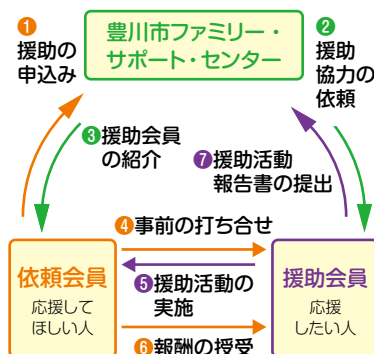 ❶
援助の
申込み
豊川市ファミリー・
サポート・センター
❷
援助
協力の
依頼
❸援助会員
の紹介
❼援助活動
報告書の提出
❹事前の打ち合せ
依頼会員
応援して
ほしい人
❺援助活動の
実施
援助会員
応援
したい人
❻報酬の授受